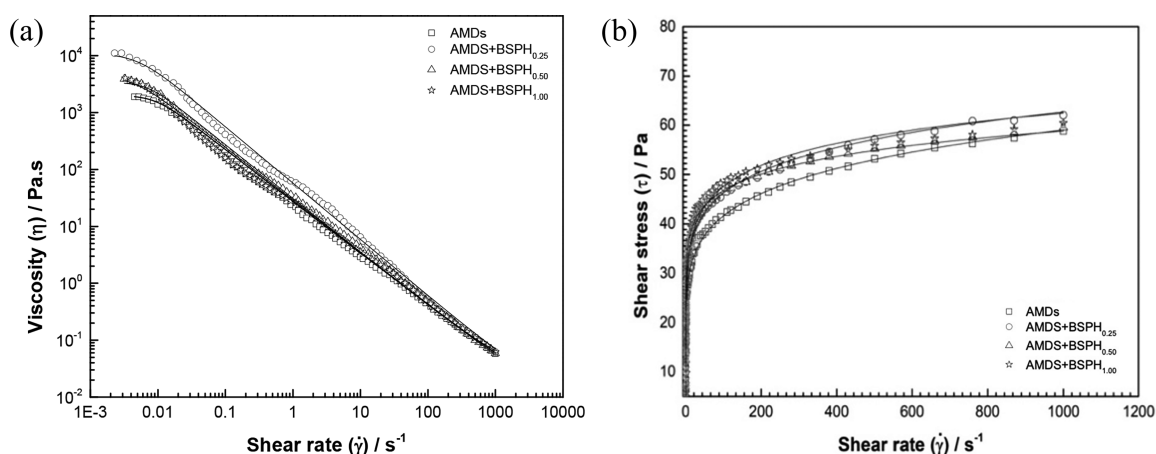 (a)
AMDs
AMDS+BSPH0.25
AMDS+BSPH0.50
AMDS+BSPH1.00
10^4
10^3
10^2
10^1
10^0
10^-1
10^-2
Viscosity (η) / Pa.s
1E-3 0.01 0.1 1 10 100 1000 10000
Shear rate (γ̇) / s^-1
(b)
80
70
60
50
40
30
20
10
Shear stress (τ) / Pa
AMDs
AMDS+BSPH0.25
AMDS+BSPH0.50
AMDS+BSPH1.00
0 200 400 600 800 1000 1200
Shear rate (γ̇) / s^-1